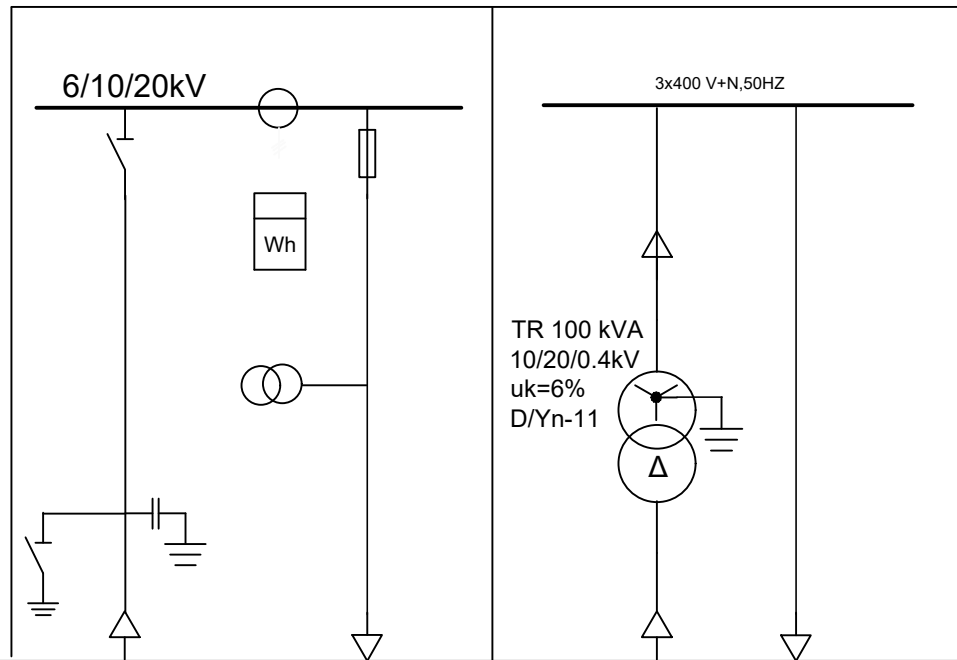 6/10/20kV
3x400 V+N,50HZ
Wh
TR 100 kVA
10/20/0.4kV
uk=6%
D/Yn-11
Δ